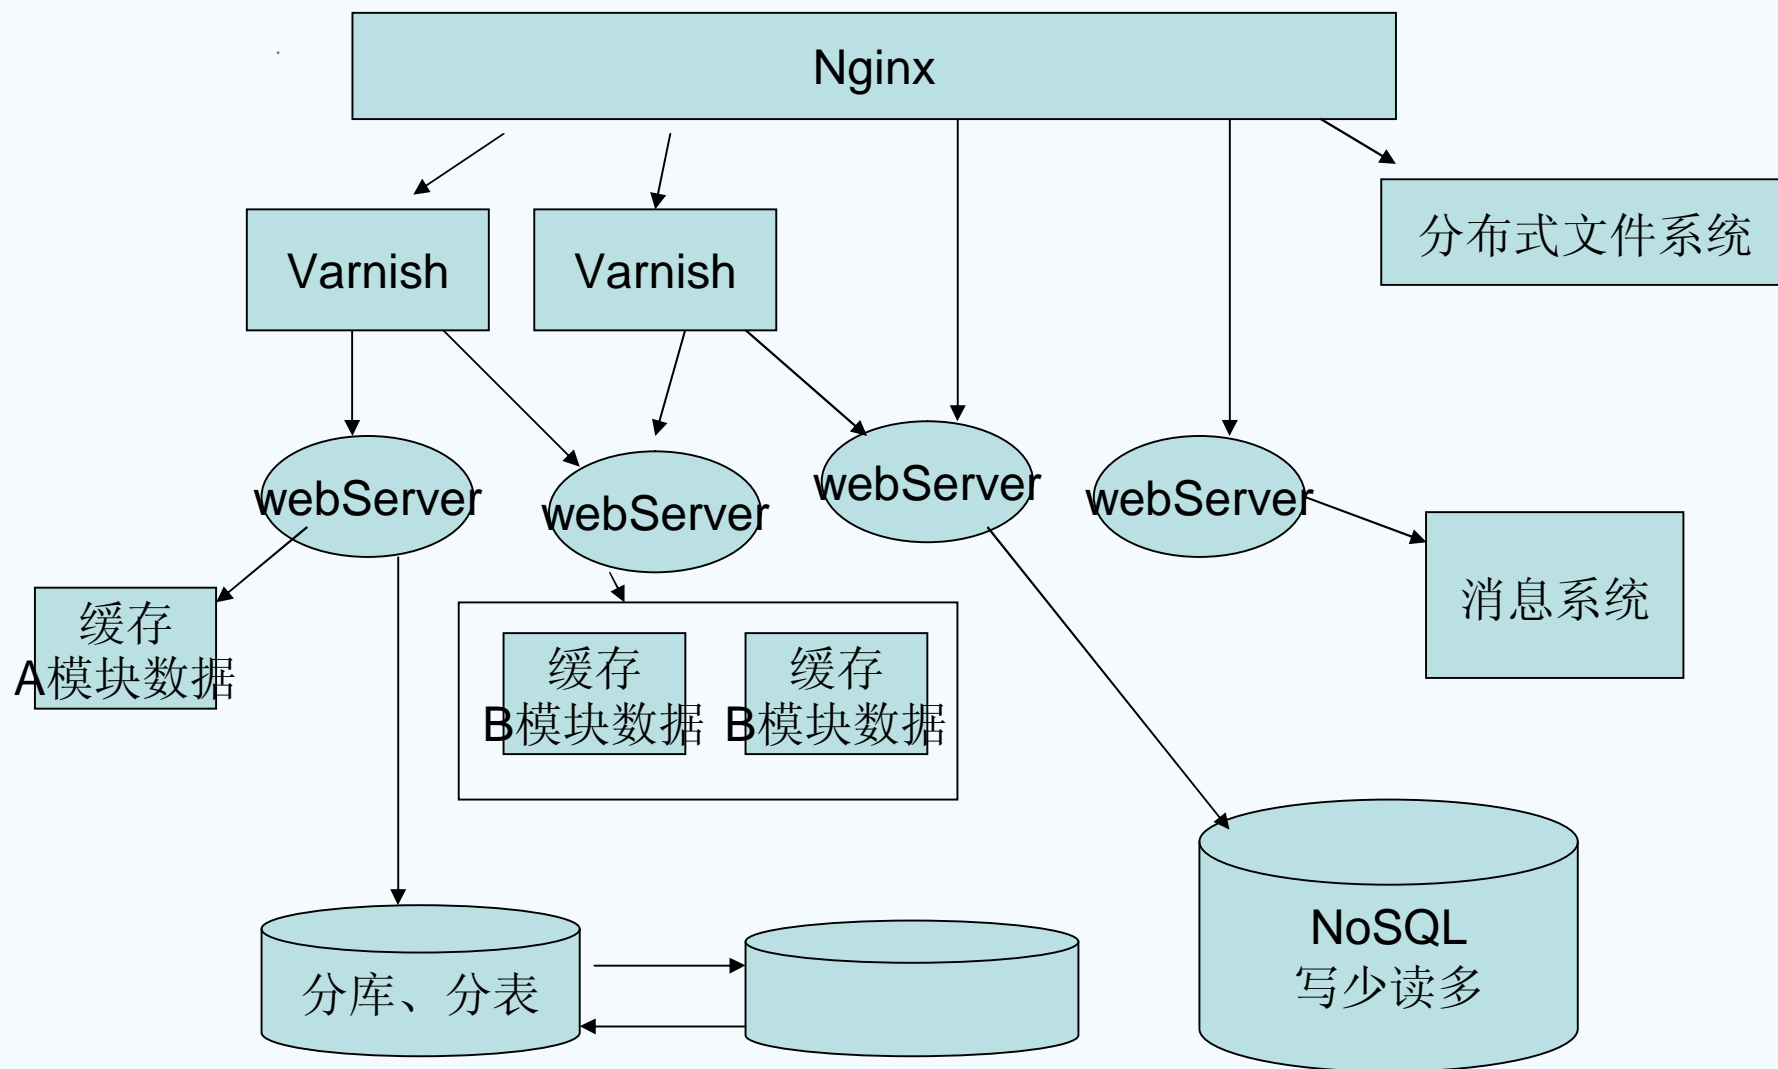 Nginx
Varnish
Varnish
分布式文件系统
webServer
webServer
webServer
webServer
缓存
A模块数据
缓存
B模块数据
缓存
B模块数据
消息系统
分库、分表
NoSQL
写少读多